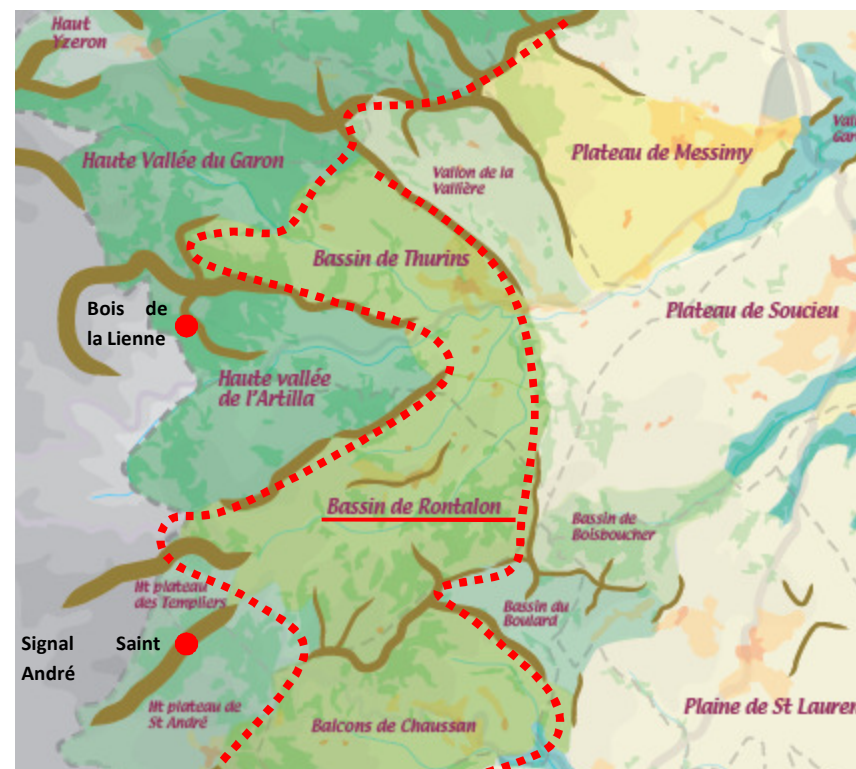 Haut
Yzeron
Haute Vallée du Garon
Vallon de la
Vallière
Plateau de Messimy
Bassin de Thurins
Bois de
la Lienne
Plateau de Soucieu
Haute vallée
de l'Artilla
Bassin de Rontalon
Bassin de
Boisboucher
Ht plateau
des Templiers
Bassin du
Boulard
Signal Saint
André
Ht plateau de
St André
Balcons de Chaussan
Plaine de St Lauren